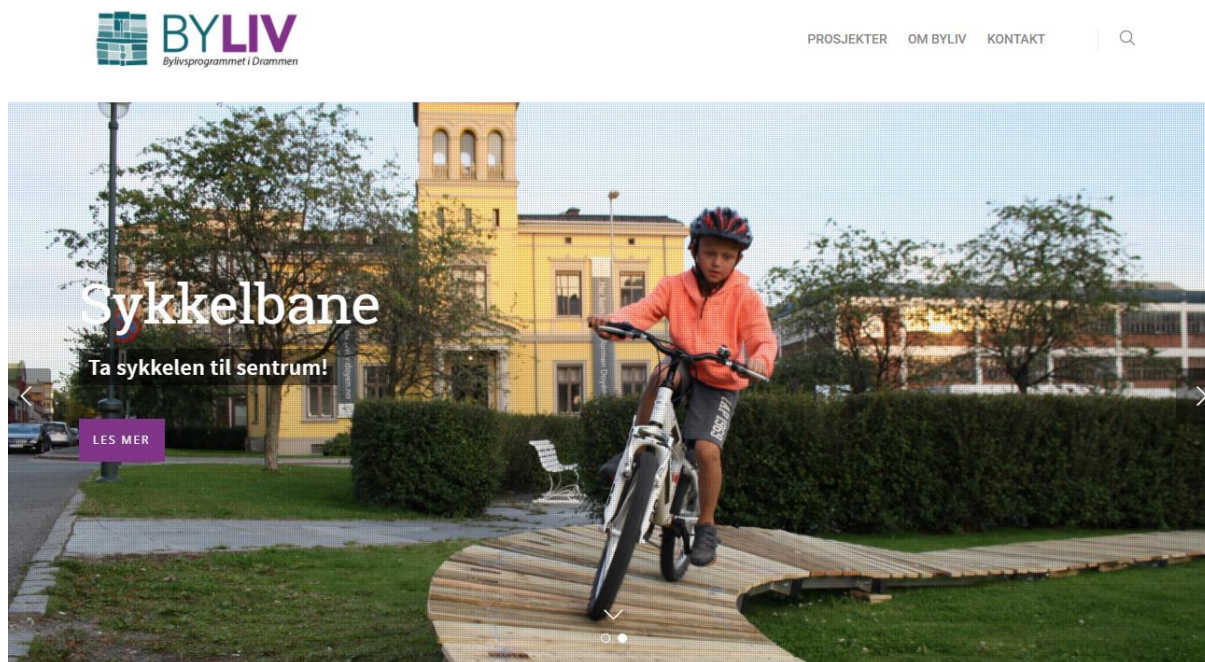 BYLIV
Bylivsprogrammet i Drammen
PROSJEKTER OM BYLIV KONTAKT
Sykkelbane
Ta sykkelen til sentrum!
LES MER